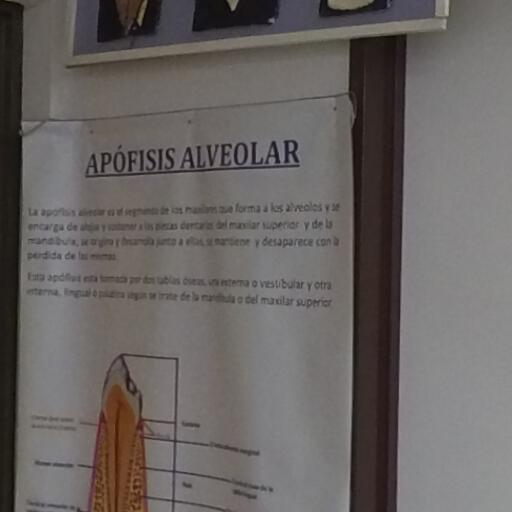 APÓFISIS ALVEOLAR
La apófisis alveolar es el segmento de los maxilares que forma a los alveolos y se
encarga de alojar y sostener a las piezas dentarias del maxilar superior y de la
mandíbula, se origina y desarrolla junto a ellas, se mantiene y desaparece con la
perdida de las mismas.
Esta apófisis esta formada por dos tablas óseas, una externa o vestibular y otra
interna, lingual o palatina según se trate de la mandíbula o del maxilar superior
Corona